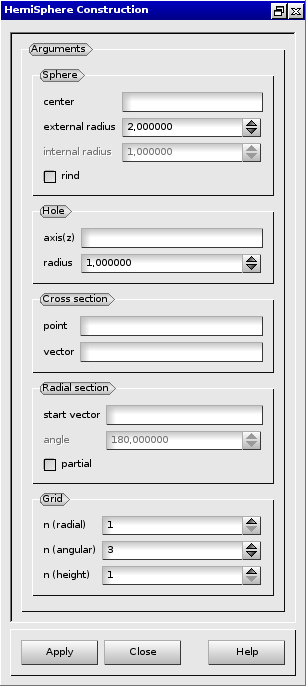 HemiSphere Construction
Arguments
Sphere
center
external radius 2,000000
internal radius 1,000000
rind
Hole
axis(z)
radius 1,000000
Cross section
point
vector
Radial section
start vector
angle 180,000000
partial
Grid
n (radial) 1
n (angular) 3
n (height) 1
Apply Close Help